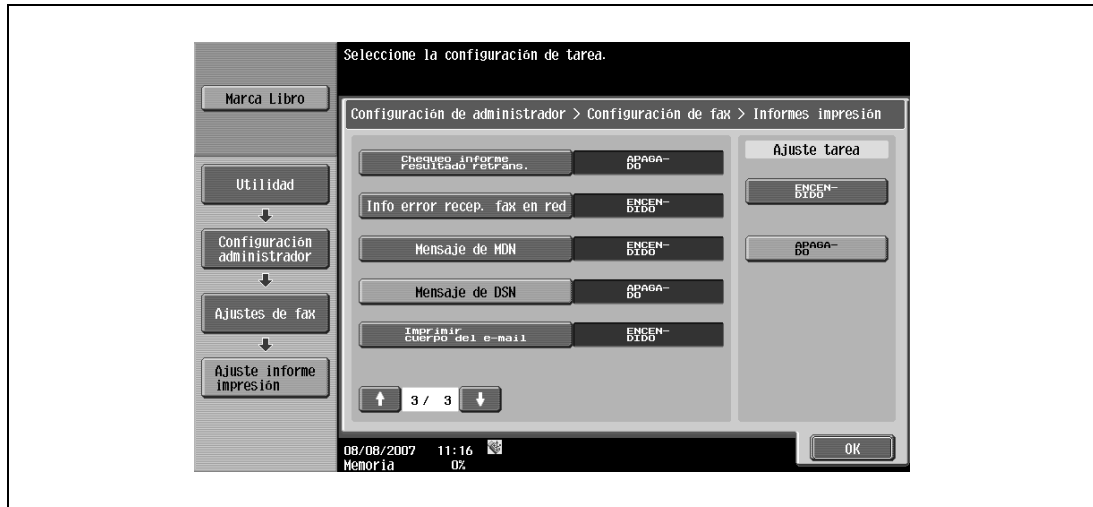 Seleccione la configuración de tarea.
Marca Libro
Configuración de administrador > Configuración de fax > Informes impresión
Utilidad
Configuración
administrador
Ajustes de fax
Ajuste informe
impresión
Chequeo informe
resultado retrans.
APAGA-
DO
Info error recep. fax en red
ENCEN-
DIDO
Mensaje de MDN
ENCEN-
DIDO
Mensaje de DSN
APAGA-
DO
Imprimir
cuerpo del e-mail
ENCEN-
DIDO
3/ 3
Ajuste tarea
ENCEN-
DIDO
APAGA-
DO
08/08/2007 11:16
Memoria 0%
OK